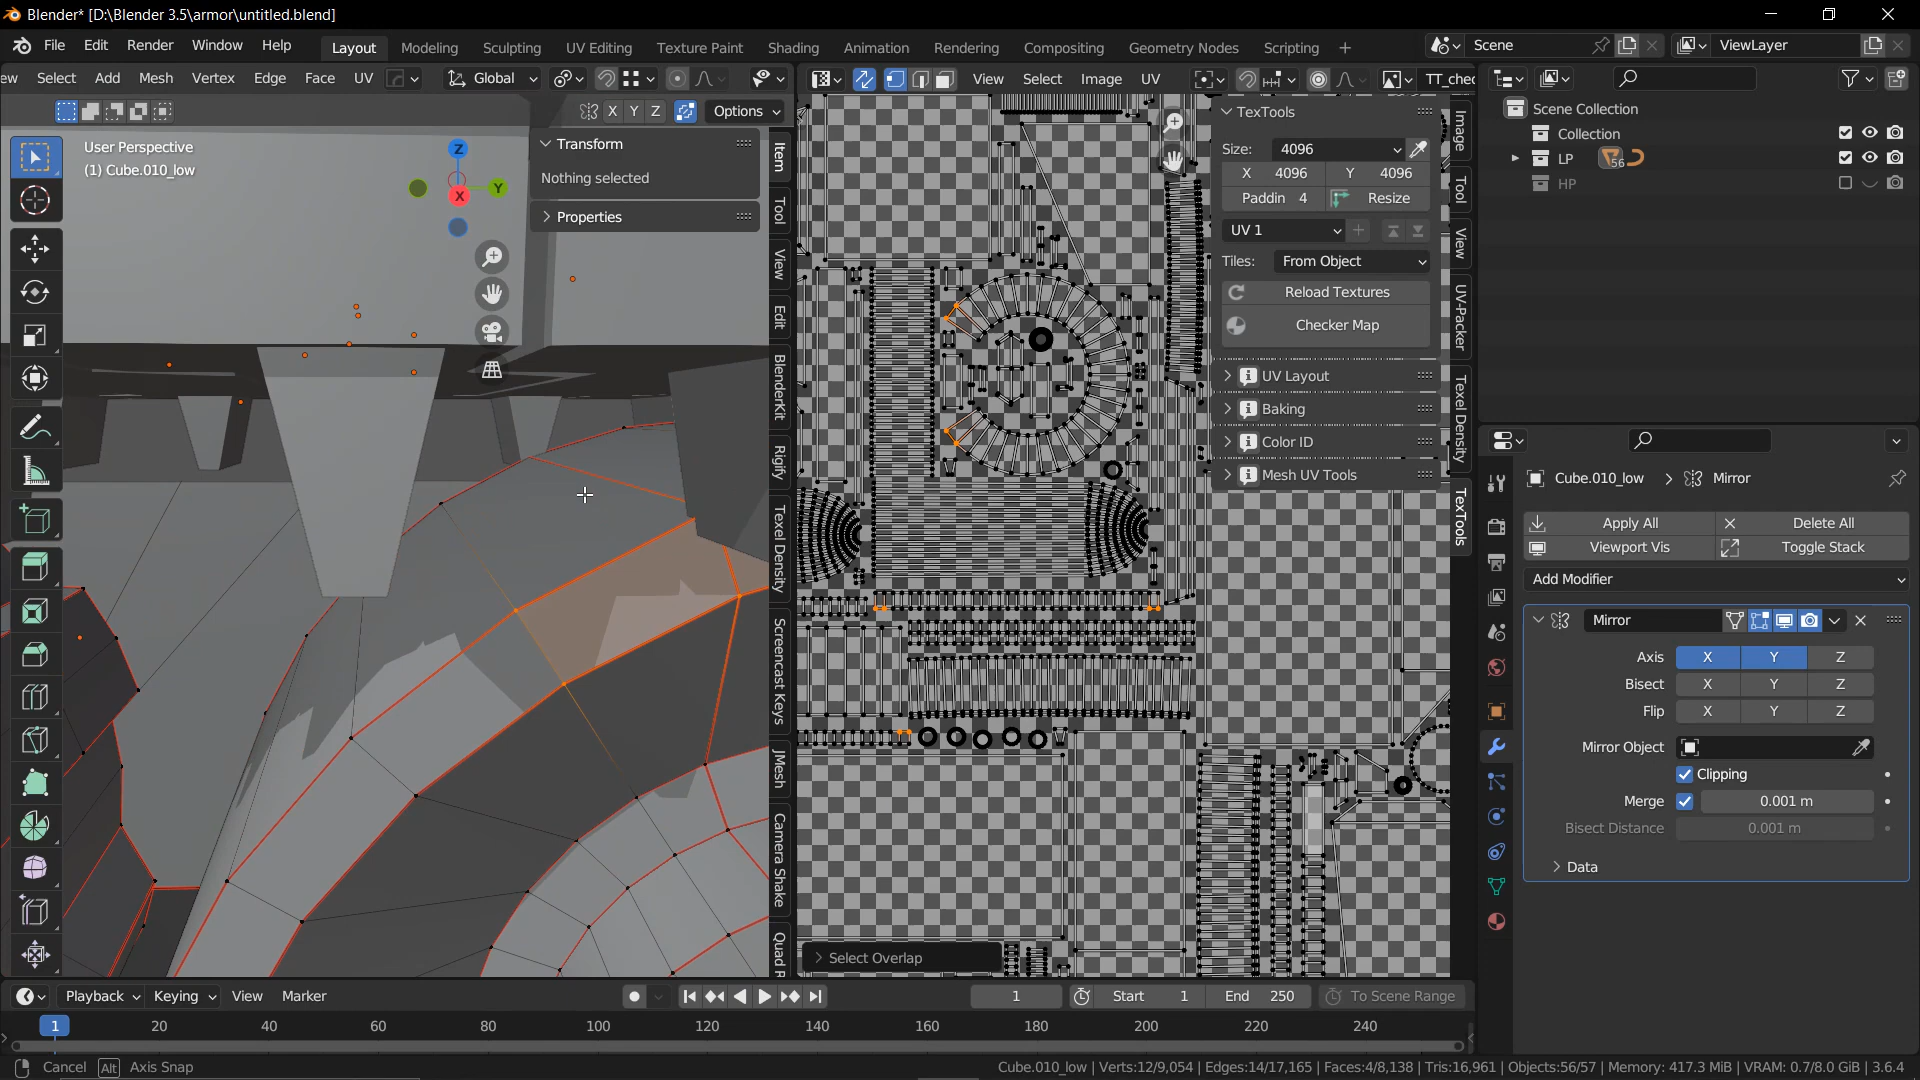 Blender* [D:\Blender 3.5\armor\untitled.blend]
File Edit Render Window Help Layout Modeling Sculpting UV Editing Texture Paint Shading Animation Rendering Compositing Geometry Nodes Scripting + Scene ViewLayer
ew Select Add Mesh Vertex Edge Face UV Global View Select Image UV TT_chec
X Y Z Options
User Perspective
(1) Cube.010_low
Z
Y
X
Transform
Nothing selected
Properties
Item
Tool
View
Edit
BlenderKit
Rigify
Texel Density
Screencast Keys
JMesh
Camera Shake
Quad R
TexTools
Size: 4096
X 4096 Y 4096
Paddin 4 Resize
UV 1
Tiles: From Object
Reload Textures
Checker Map
UV Layout
Baking
Color ID
Mesh UV Tools
Image
Tool
View
UV-Packer
Texel Density
TexTools
Select Overlap
Scene Collection
Collection
LP 56
HP
Cube.010_low > Mirror
Apply All Delete All
Viewport Vis Toggle Stack
Add Modifier
Mirror
Axis X Y Z
Bisect X Y Z
Flip X Y Z
Mirror Object
Clipping
Merge 0.001 m
Bisect Distance 0.001 m
Data
Playback Keying View Marker 1 Start 1 End 250 To Scene Range
1 20 40 60 80 100 120 140 160 180 200 220 240
Cancel Alt Axis Snap
Cube.010_low | Verts:12/9,054 | Edges:14/17,165 | Faces:4/8,138 | Tris:16,961 | Objects:56/57 | Memory: 417.3 MiB | VRAM: 0.7/8.0 GiB | 3.6.4